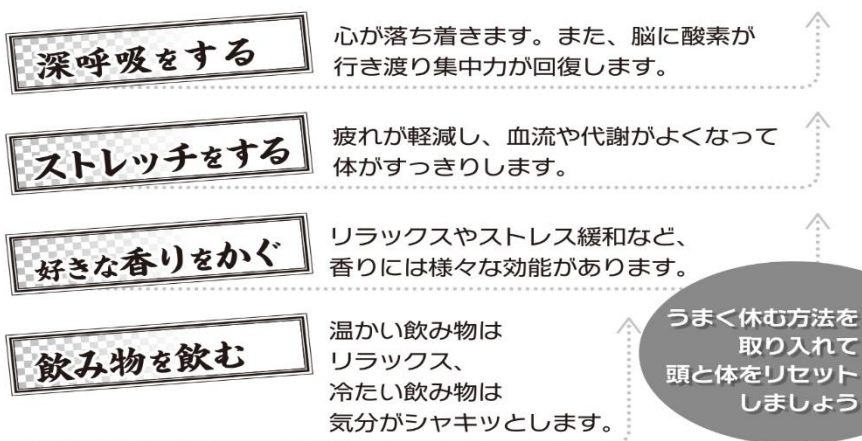 深呼吸をする
心が落ち着きます。また、脳に酸素が
行き渡り集中力が回復します。
ストレッチをする
疲れが軽減し、血流や代謝がよくなって
体がすっきりします。
好きな香りをかぐ
リラックスやストレス緩和など、
香りには様々な効能があります。
飲み物を飲む
温かい飲み物は
リラックス、
冷たい飲み物は
気分がシャキッとします。
うまく休む方法を
取り入れて
頭と体をリセット
しましょう